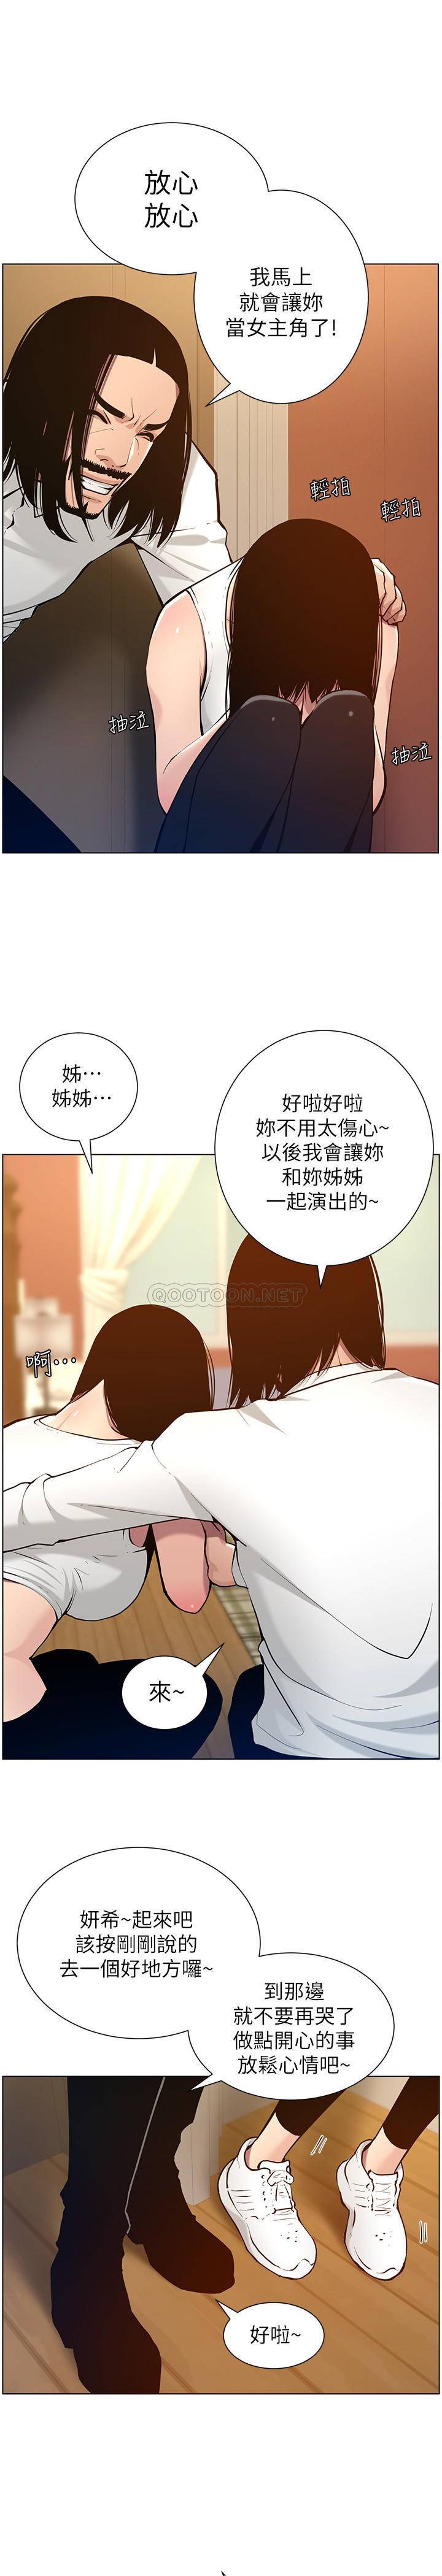 放心
放心
我馬上
就會讓妳
當女主角了!
輕拍
輕拍
抽泣
抽泣
姊⋯
姊姊⋯
好啦好啦
妳不用太傷心~
以後我會讓妳
和妳姊姊
一起演出的~
QOOTOON.NET
啊⋯
來~
妍希~起來吧
該按剛剛說的
去一個好地方囉~
到那邊
就不要再哭了
做點開心的事
放鬆心情吧~
好啦~